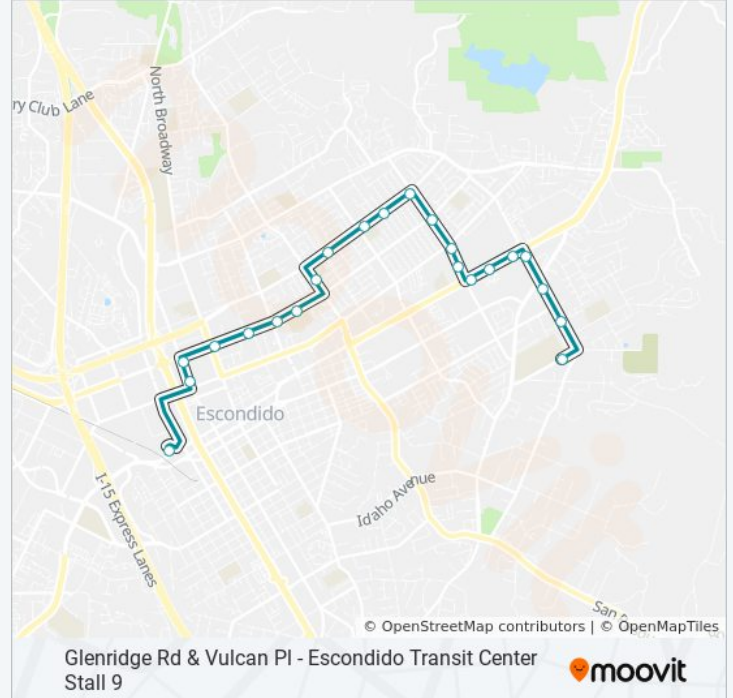 ry Club Lane
North Broadway
Escondido
I-15 Express Lanes
Idaho Avenue
San
© OpenStreetMap contributors | © OpenMapTiles
Glenridge Rd & Vulcan Pl - Escondido Transit Center
Stall 9
moovit